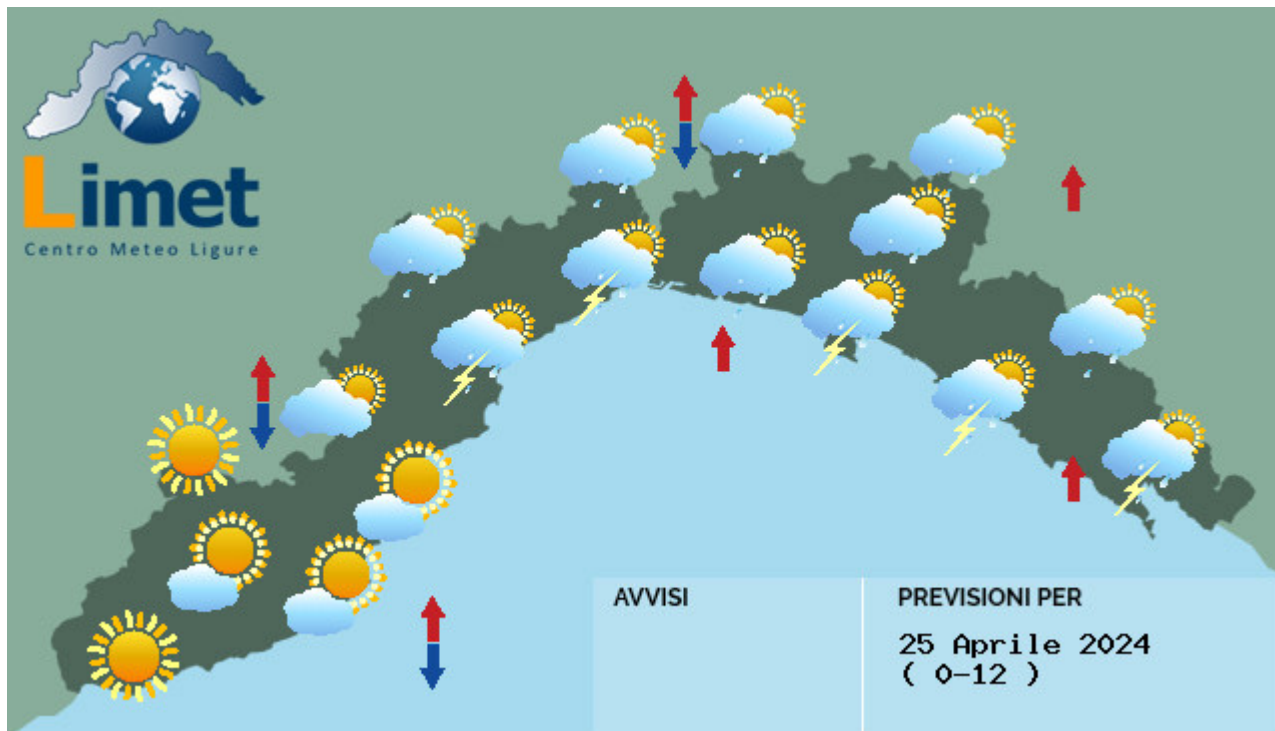 Limet
Centro Meteo Ligure
AVVISI
PREVISIONI PER
25 Aprile 2024
( 0-12 )